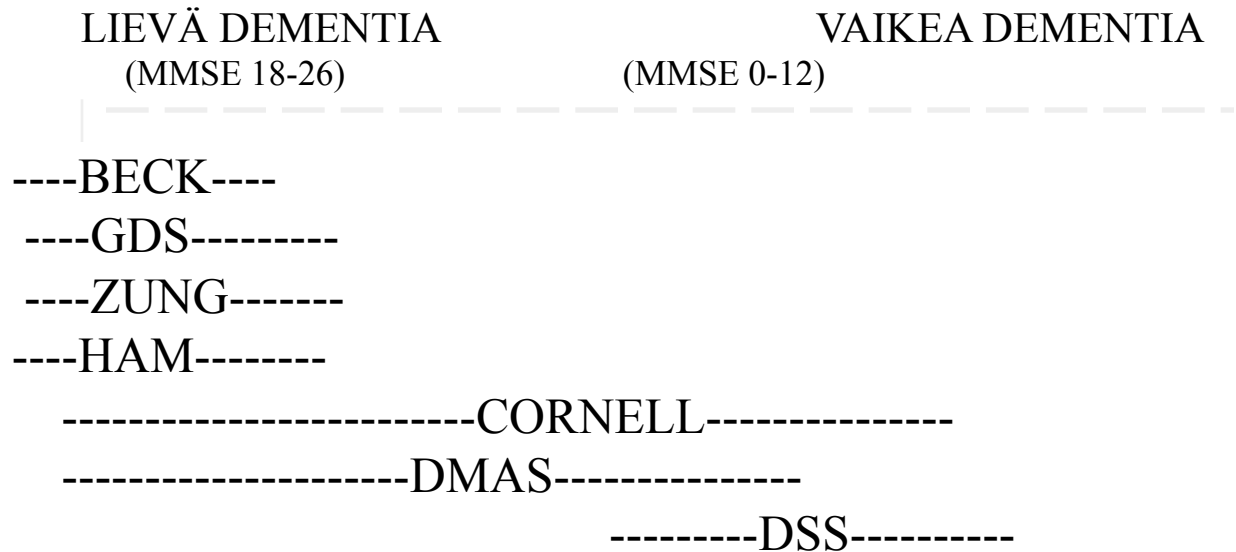 LIEVÄ DEMENTIA VAIKEA DEMENTIA
(MMSE 18-26) (MMSE 0-12)
----BECK----
----GDS---------
----ZUNG-------
----HAM--------
-------------------------CORNELL---------------
---------------------DMAS---------------
---------DSS----------